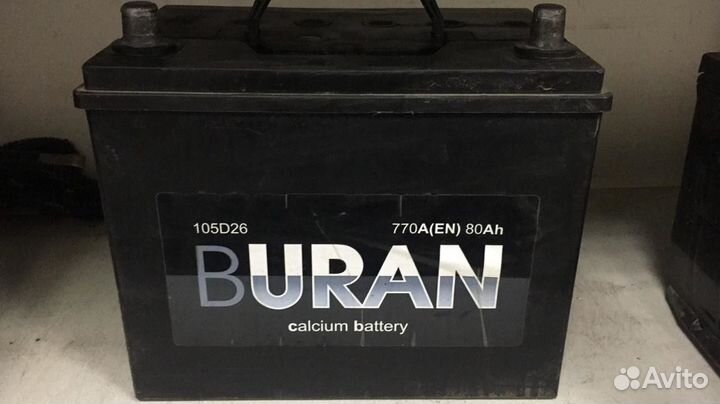 105D26 770A(EN) 80Ah
BURAN
calcium battery
Avito